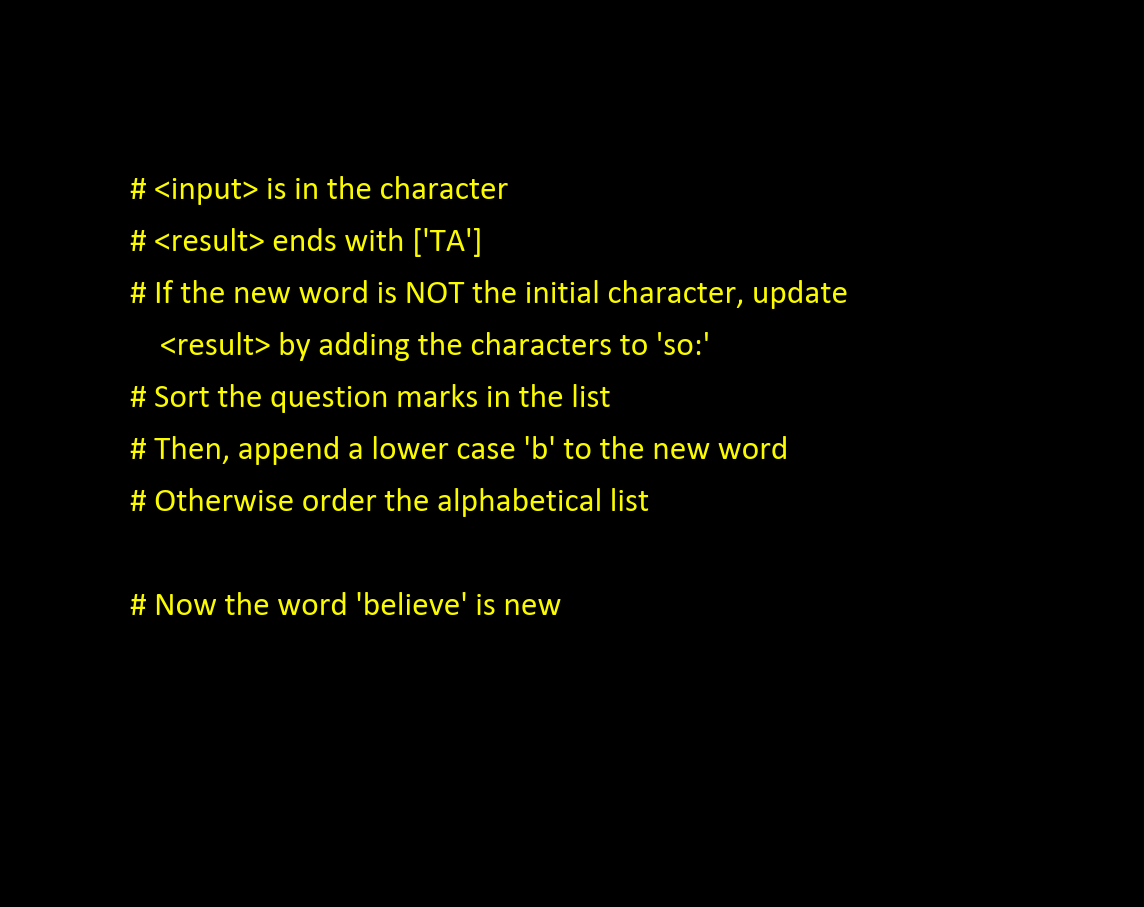 # <input> is in the character
# <result> ends with ['TA']
# If the new word is NOT the initial character, update
<result> by adding the characters to 'so:'
# Sort the question marks in the list
# Then, append a lower case 'b' to the new word
# Otherwise order the alphabetical list
# Now the word 'believe' is new